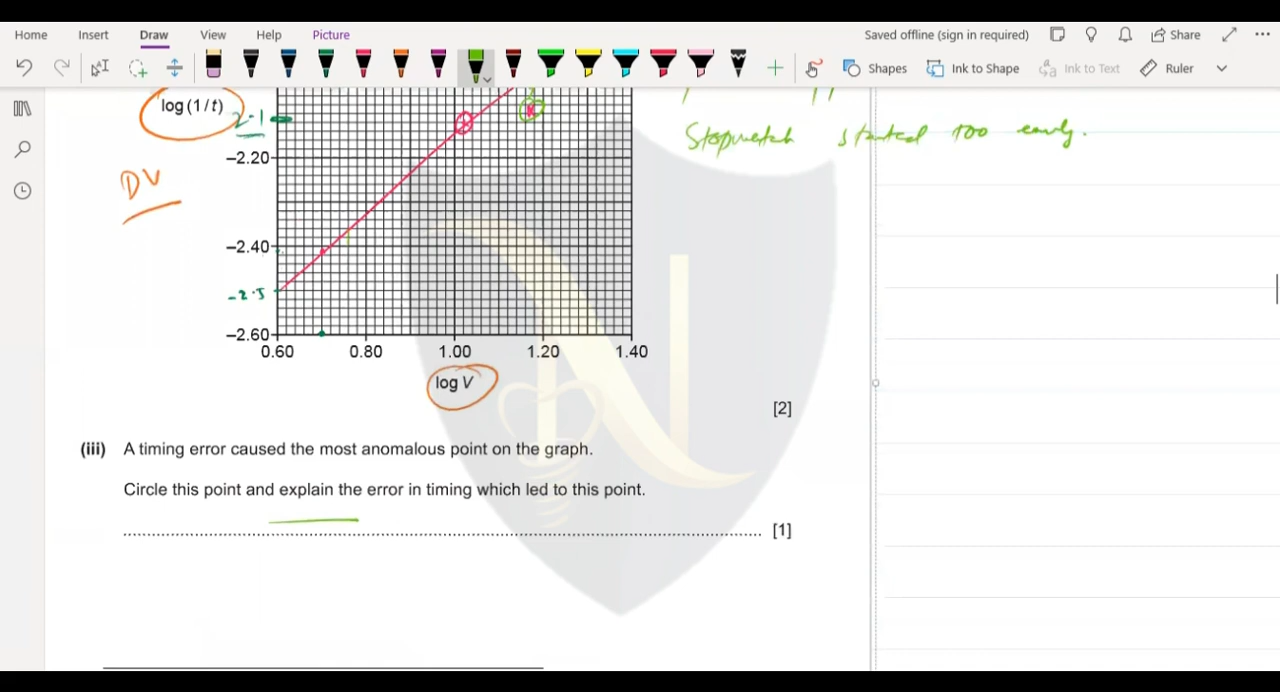 Home Insert Draw View Help Picture
Saved offline (sign in required) Share
Shapes Ink to Shape Ink to Text Ruler
log (1/t)
2.1
Stopwatch started too early.
-2.20
DV
-2.40
-2.5
-2.60
0.60 0.80 1.00 1.20 1.40
log V
[2]
(iii) A timing error caused the most anomalous point on the graph.
Circle this point and explain the error in timing which led to this point.
[1]